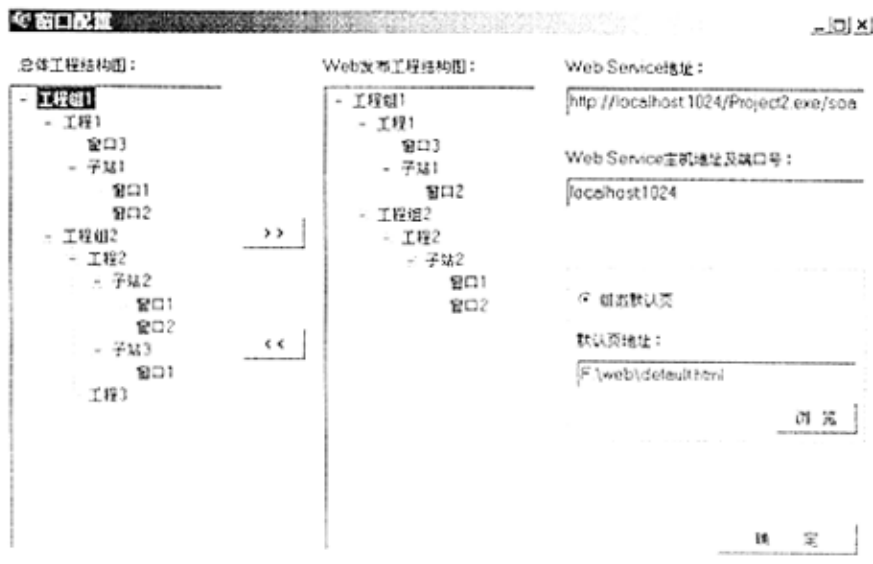 窗口配置
总体工程结构图：
- 工程组1
- 工程1
窗口3
- 子站1
窗口1
窗口2
- 工程组2
- 工程2
- 子站2
窗口1
窗口2
- 子站3
窗口1
工程3
>>
<<
Web发布工程结构图：
- 工程组1
- 工程1
窗口3
- 子站1
窗口2
- 工程组2
- 工程2
- 子站2
窗口1
窗口2
Web Service地址：
http://localhost:1024/Project2.exe/soa
Web Service主机地址及端口号：
localhost1024
默认页
默认页地址：
F:\web\default.html
浏 览
确 定